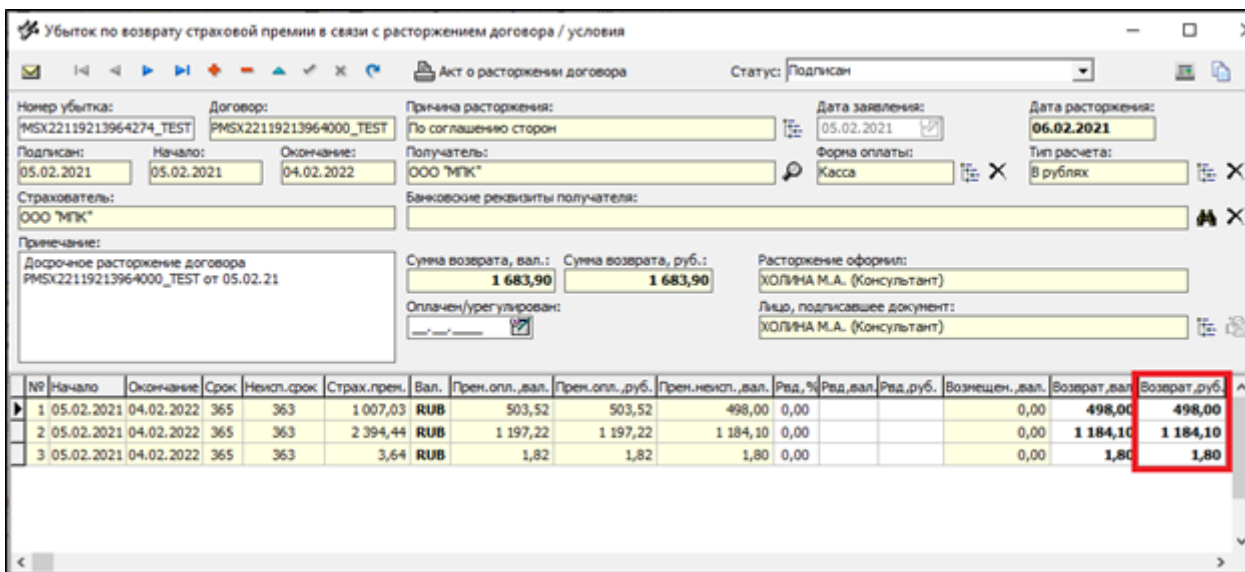 Убыток по возврату страховой премии в связи с расторжением договора / условия
Акт о расторжении договора Статус: Подписан
Номер убытка: Договор: Причина расторжения: Дата заявления: Дата расторжения:
MSX22119213964274_TEST PMSX22119213964000_TEST По соглашению сторон 05.02.2021 06.02.2021
Подписан: Начало: Окончание: Получатель: Форма оплаты: Тип расчета:
05.02.2021 05.02.2021 04.02.2022 ООО "МПК" Касса В рублях
Страхователь: Банковские реквизиты получателя:
ООО "МПК"
Примечание:
Досрочное расторжение договора
PMSX22119213964000_TEST от 05.02.21
Сумма возврата, вал.: Сумма возврата, руб.: Расторжение оформил:
1 683,90 1 683,90 ХОЛИНА М.А. (Консультант)
Оплачен/урегулирован: Лицо, подписавшее документ:
__.__.____ ХОЛИНА М.А. (Консультант)
№ Начало Окончание Срок Неисп.срок Страх.прем. Вал. Прем.опл.,вал. Прем.опл.,руб. Прем.неисп.,вал. Рвд,% Рвд,вал. Рвд,руб. Возмещен.,вал. Возврат,вал Возврат,руб.
1 05.02.2021 04.02.2022 365 363 1 007,03 RUB 503,52 503,52 498,00 0,00 0,00 498,00 498,00
2 05.02.2021 04.02.2022 365 363 2 394,44 RUB 1 197,22 1 197,22 1 184,10 0,00 0,00 1 184,10 1 184,10
3 05.02.2021 04.02.2022 365 363 3,64 RUB 1,82 1,82 1,80 0,00 0,00 1,80 1,80